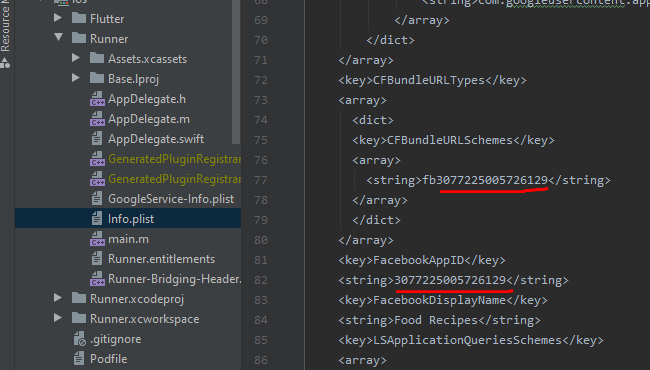 Resource M
ios
Flutter
Runner
Assets.xcassets
Base.lproj
AppDelegate.h
AppDelegate.m
AppDelegate.swift
GeneratedPluginRegistran
GeneratedPluginRegistran
GoogleService-Info.plist
Info.plist
main.m
Runner.entitlements
Runner-Bridging-Header.
Runner.xcodeproj
Runner.xcworkspace
.gitignore
Podfile
68 <string>com.googleusercontent.app
69 </array>
70 </dict>
71 </array>
72 <key>CFBundleURLTypes</key>
73 <array>
74 <dict>
75 <key>CFBundleURLSchemes</key>
76 <array>
77 <string>fb3077225005726129</string>
78 </array>
79 </dict>
80 </array>
81 <key>FacebookAppID</key>
82 <string>3077225005726129</string>
83 <key>FacebookDisplayName</key>
84 <string>Food Recipes</string>
85 <key>LSApplicationQueriesSchemes</key>
86 <array>